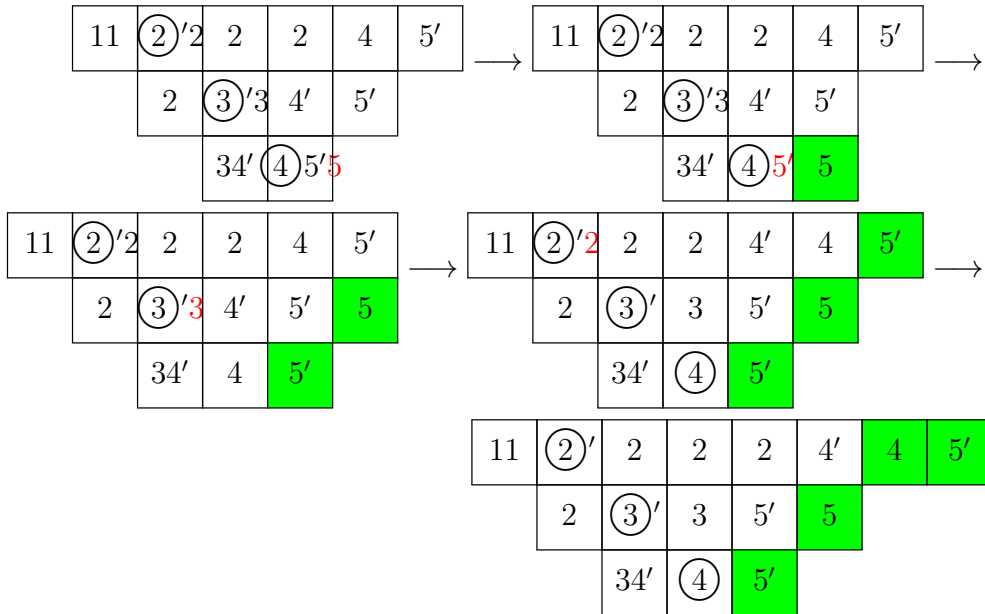 11 ②′2 2 2 4 5′ → 11 ②′2 2 2 4 5′ →
2 ③′3 4′ 5′ 2 ③′3 4′ 5′
34′ ④5′5 34′ ④5′ 5
11 ②′2 2 2 4 5′ → 11 ②′2 2 2 4′ 4 5′ →
2 ③′3 4′ 5′ 5 2 ③′ 3 5′ 5
34′ 4 5′ 34′ ④ 5′
11 ②′ 2 2 2 4′ 4 5′
2 ③′ 3 5′ 5
34′ ④ 5′